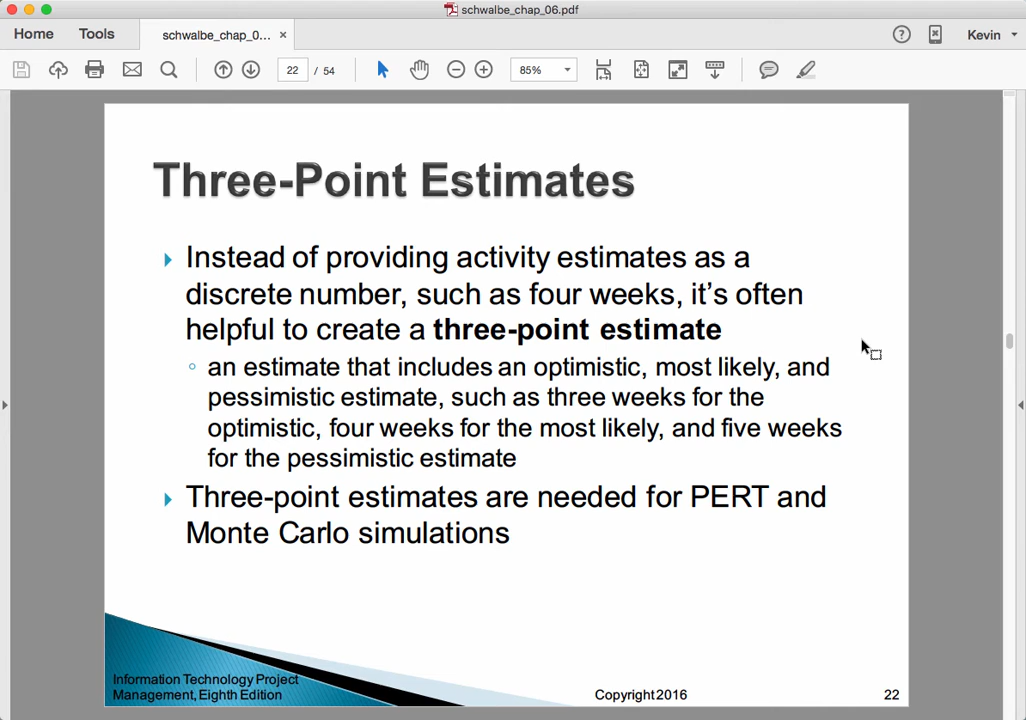 schwalbe_chap_06.pdf
Home Tools schwalbe_chap_0... × Kevin
22 / 54 85%
Three-Point Estimates
Instead of providing activity estimates as a
discrete number, such as four weeks, it’s often
helpful to create a three-point estimate
an estimate that includes an optimistic, most likely, and
pessimistic estimate, such as three weeks for the
optimistic, four weeks for the most likely, and five weeks
for the pessimistic estimate
Three-point estimates are needed for PERT and
Monte Carlo simulations
Information Technology Project
Management, Eighth Edition
Copyright 2016
22